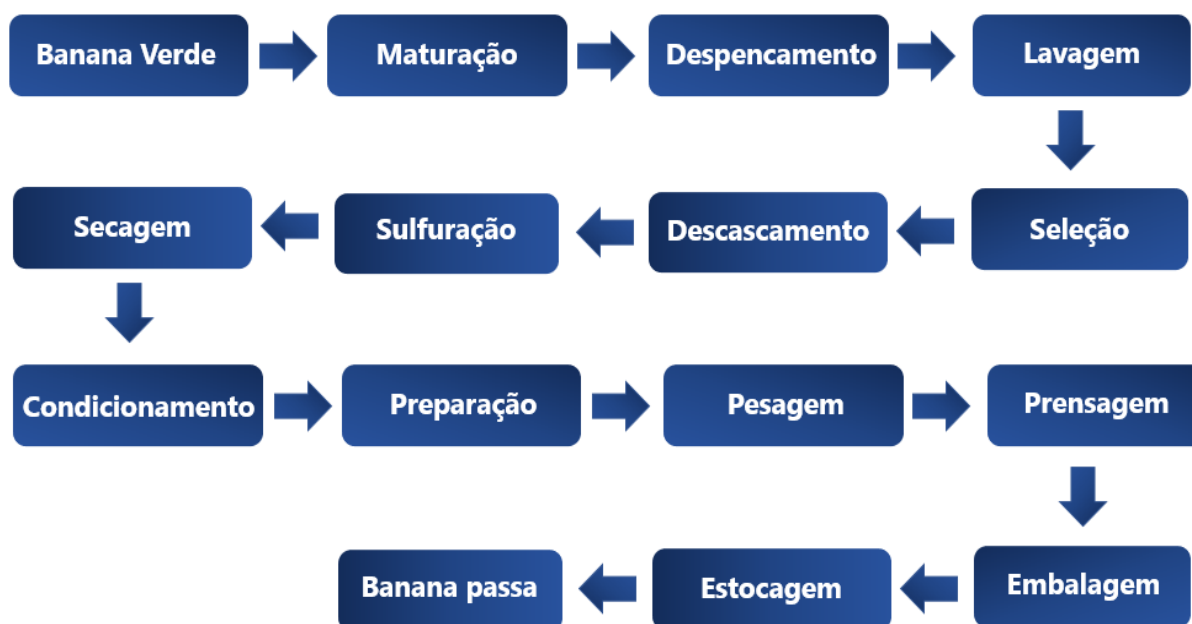 Banana Verde
Maturação
Despencamento
Lavagem
Seleção
Descascamento
Sulfuração
Secagem
Condicionamento
Preparação
Pesagem
Prensagem
Embalagem
Estocagem
Banana passa